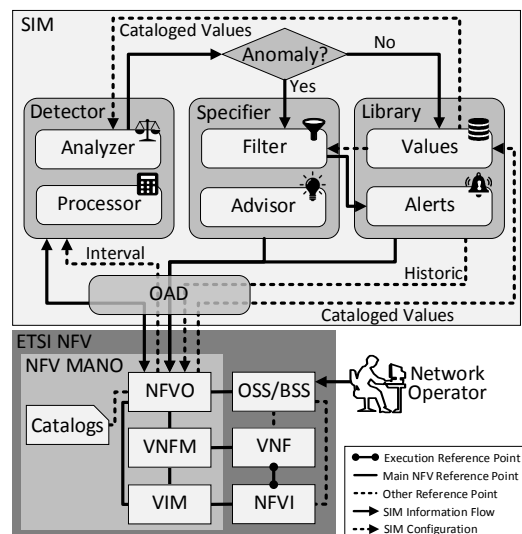 SIM
Cataloged Values
Anomaly?
No
Yes
Detector
Specifier
Library
Analyzer
Filter
Values
Processor
Advisor
Alerts
Interval
Historic
OAD
Cataloged Values
ETSI NFV
NFV MANO
NFVO
OSS/BSS
Network
Operator
Catalogs
VNFM
VNF
VIM
NFVI
Execution Reference Point
Main NFV Reference Point
Other Reference Point
SIM Information Flow
SIM Configuration